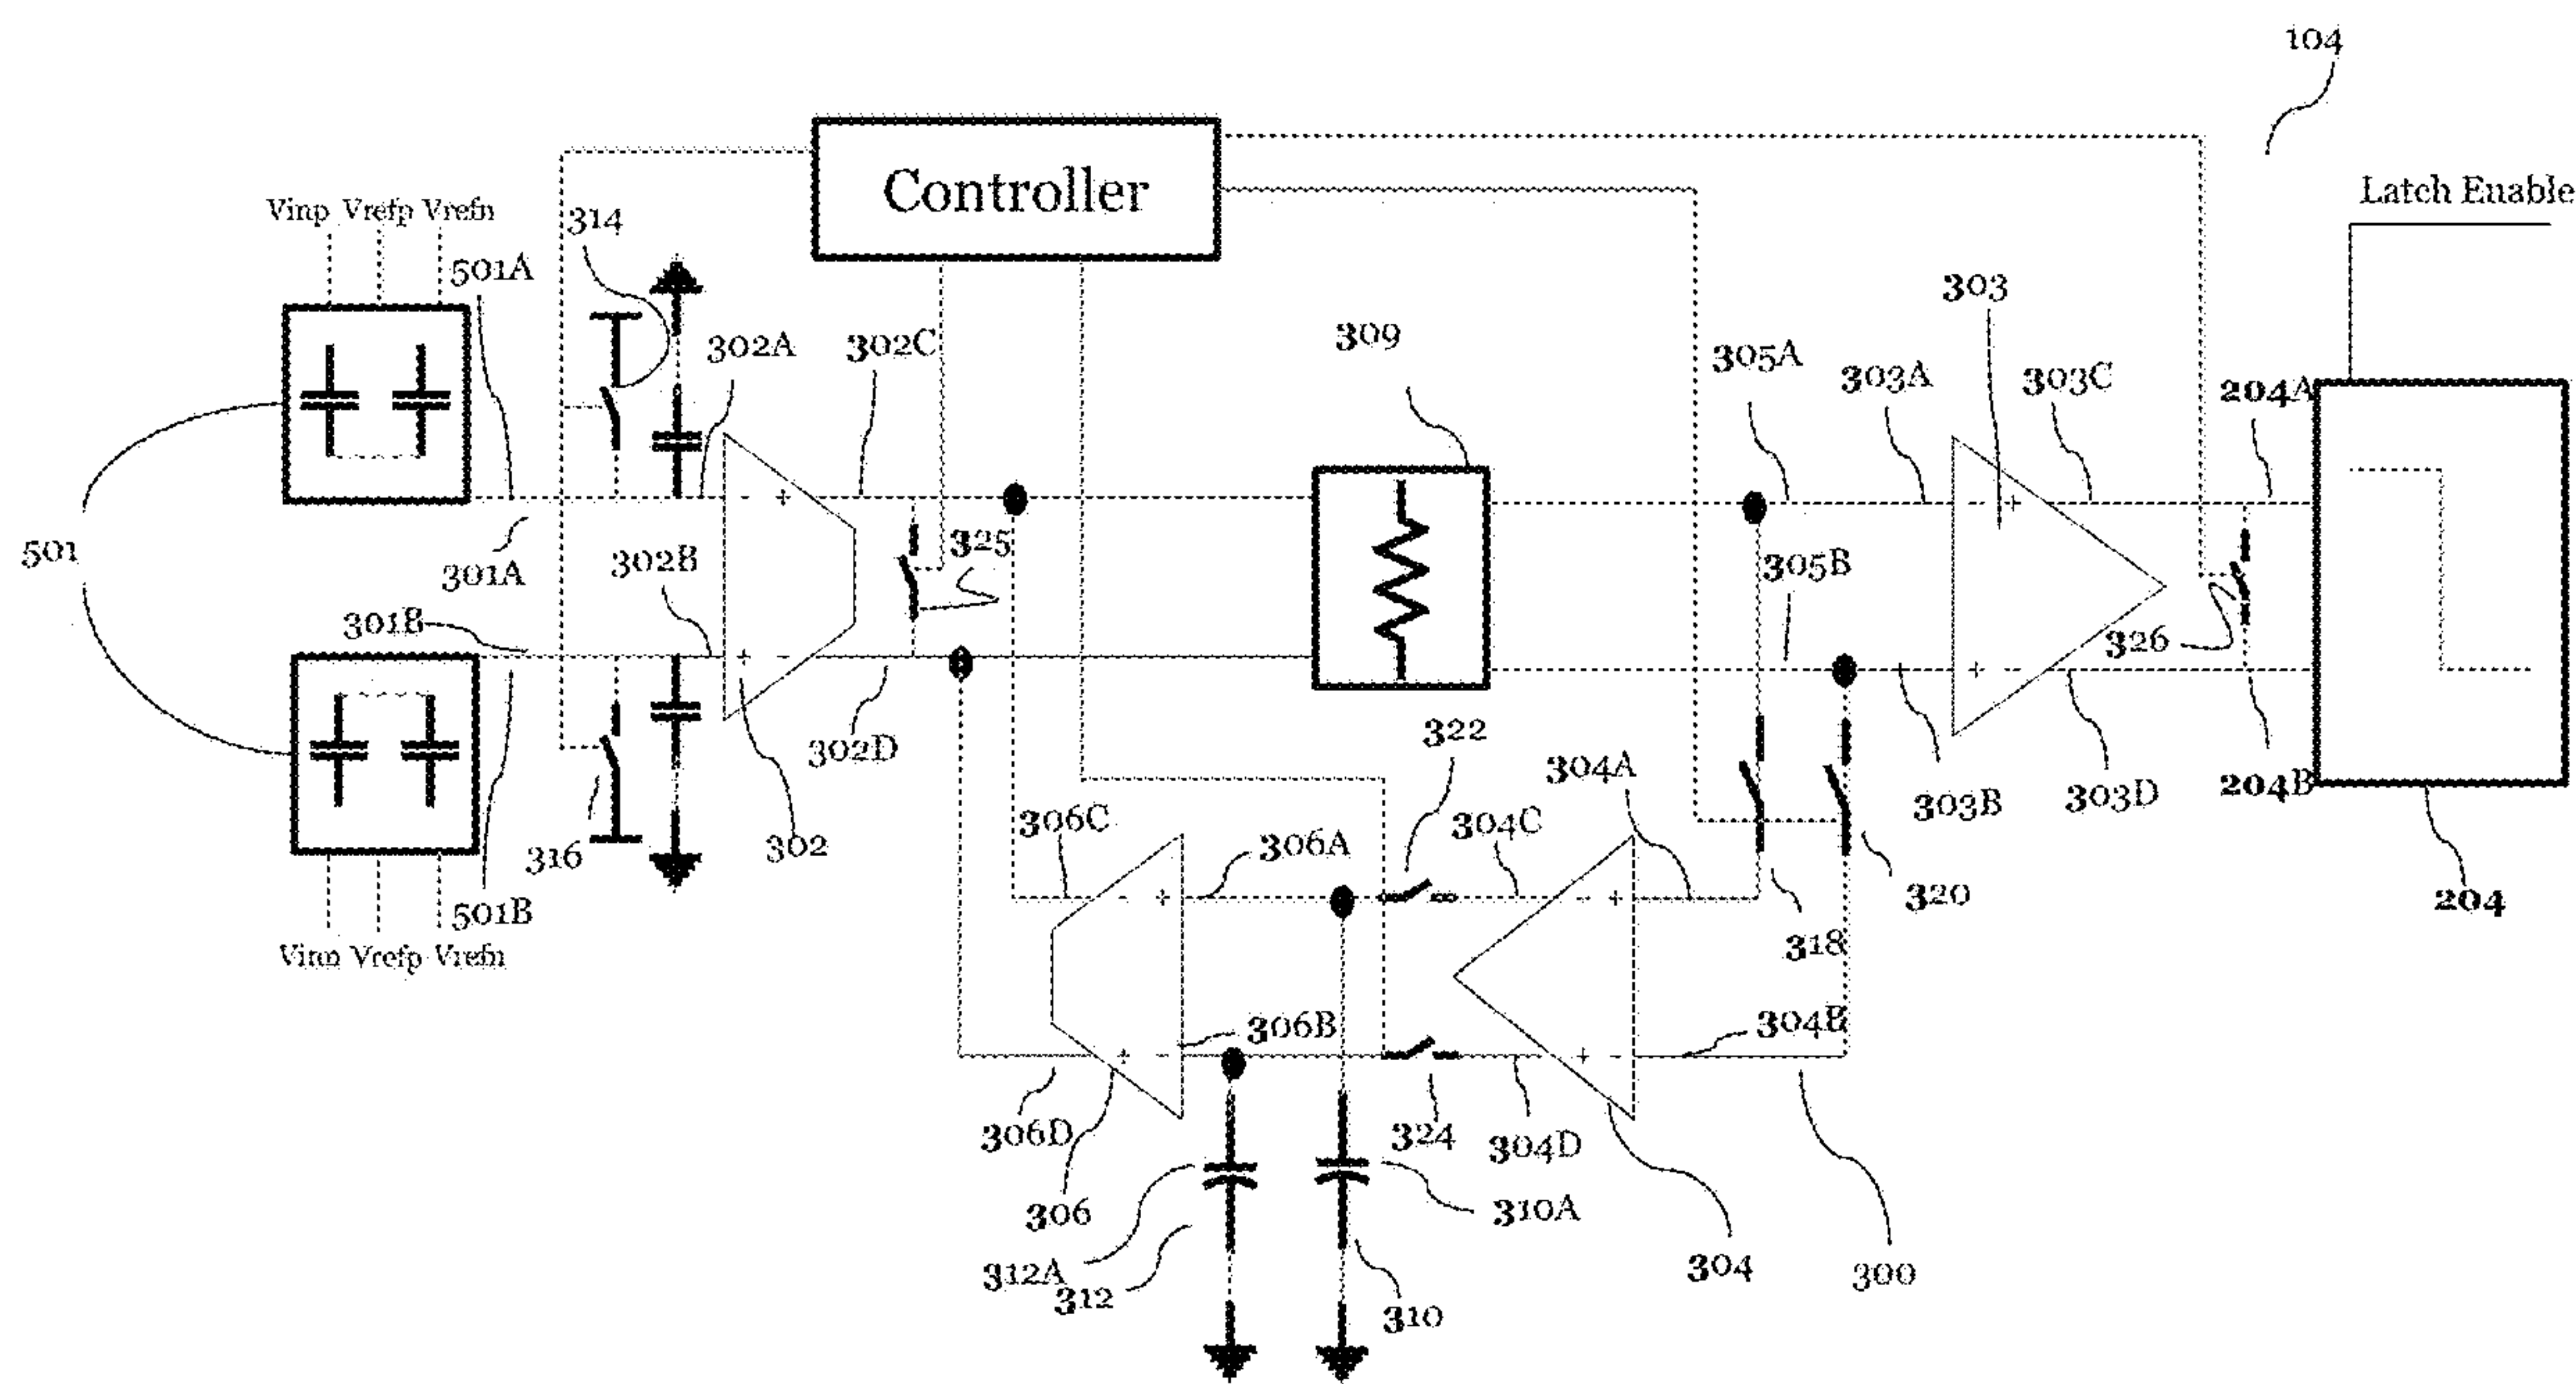 104
Controller
Latch Enable
Vinp Vrefp Vrefn
314
501A
303
309
302A
302C
305A
303A
303C
204A
325
501
301A
302B
305B
301B
326
322
302D
304A
303B
303D
204B
306C
304C
316
302
306A
320
204
501B
318
Vinn Vrefp Vrefn
306B
304B
306D
324
304D
306
310A
312A
304
300
312
310